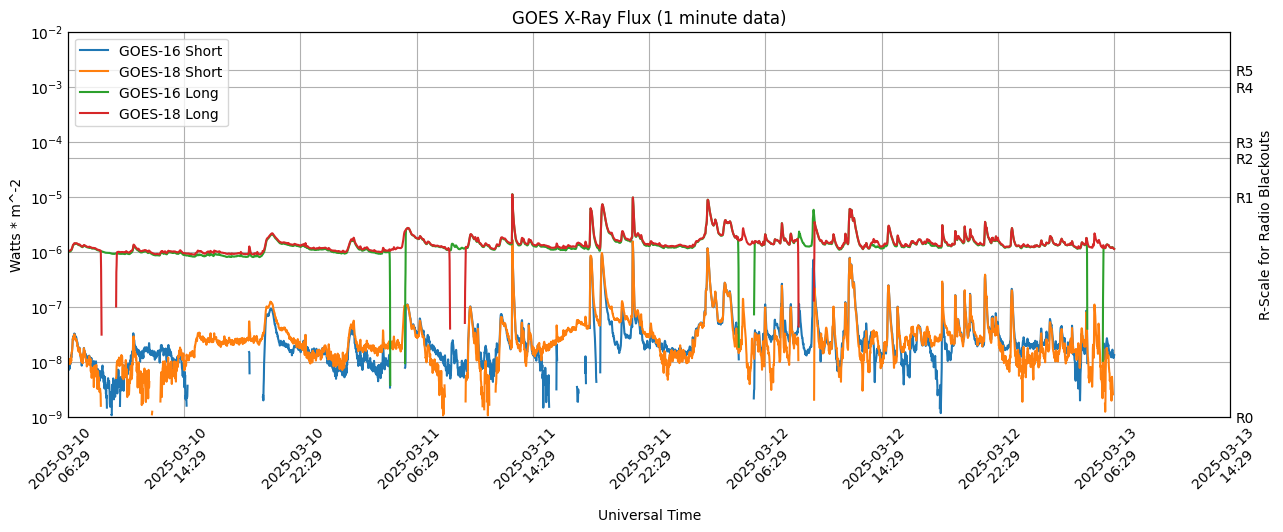 GOES X-Ray Flux (1 minute data)
GOES-16 Short
GOES-18 Short
GOES-16 Long
GOES-18 Long
Watts * m^-2
10⁻²
10⁻³
10⁻⁴
10⁻⁵
10⁻⁶
10⁻⁷
10⁻⁸
10⁻⁹
R5
R4
R3
R2
R1
R0
R-Scale for Radio Blackouts
2025-03-10
06:29
2025-03-10
14:29
2025-03-10
22:29
2025-03-11
06:29
2025-03-11
14:29
2025-03-11
22:29
2025-03-12
06:29
2025-03-12
14:29
2025-03-12
22:29
2025-03-13
06:29
2025-03-13
14:29
Universal Time